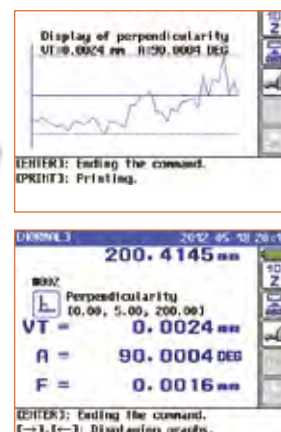 Display of perpendicularity
VT=0.0024 mm A:90.0004 DEG
[ENTER]: Ending the command.
[PRINT]: Printing.
[NORMAL] 2012-05-18
200.4145 mm
#002
Perpendicularity
(0.00, 5.00, 200.00)
VT = 0.0024 mm
A = 90.0004 DEG
F = 0.0016 mm
[ENTER]: Ending the command.
[→],[←]: Displaying graphs.